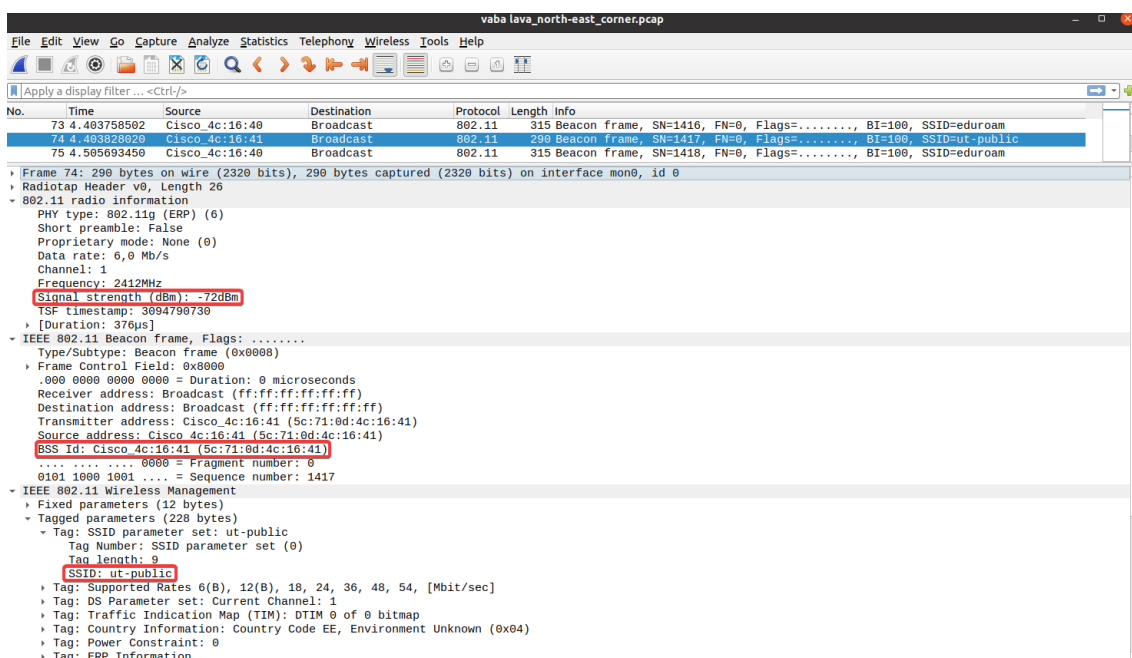 vaba lava_north-east_corner.pcap
File Edit View Go Capture Analyze Statistics Telephony Wireless Tools Help
Apply a display filter … <Ctrl-/>
No. Time Source Destination Protocol Length Info
73 4.403758502 Cisco_4c:16:40 Broadcast 802.11 315 Beacon frame, SN=1416, FN=0, Flags=........, BI=100, SSID=eduroam
74 4.403828020 Cisco_4c:16:41 Broadcast 802.11 290 Beacon frame, SN=1417, FN=0, Flags=........, BI=100, SSID=ut-public
75 4.505693450 Cisco_4c:16:40 Broadcast 802.11 315 Beacon frame, SN=1418, FN=0, Flags=........, BI=100, SSID=eduroam
Frame 74: 290 bytes on wire (2320 bits), 290 bytes captured (2320 bits) on interface mon0, id 0
Radiotap Header v0, Length 26
802.11 radio information
PHY type: 802.11g (ERP) (6)
Short preamble: False
Proprietary mode: None (0)
Data rate: 6,0 Mb/s
Channel: 1
Frequency: 2412MHz
Signal strength (dBm): -72dBm
TSF timestamp: 3094790730
[Duration: 376µs]
IEEE 802.11 Beacon frame, Flags: ........
Type/Subtype: Beacon frame (0x0008)
Frame Control Field: 0x8000
.000 0000 0000 0000 = Duration: 0 microseconds
Receiver address: Broadcast (ff:ff:ff:ff:ff:ff)
Destination address: Broadcast (ff:ff:ff:ff:ff:ff)
Transmitter address: Cisco_4c:16:41 (5c:71:0d:4c:16:41)
Source address: Cisco_4c:16:41 (5c:71:0d:4c:16:41)
BSS Id: Cisco_4c:16:41 (5c:71:0d:4c:16:41)
.... .... .... 0000 = Fragment number: 0
0101 1000 1001 .... = Sequence number: 1417
IEEE 802.11 Wireless Management
Fixed parameters (12 bytes)
Tagged parameters (228 bytes)
Tag: SSID parameter set: ut-public
Tag Number: SSID parameter set (0)
Tag length: 9
SSID: ut-public
Tag: Supported Rates 6(B), 12(B), 18, 24, 36, 48, 54, [Mbit/sec]
Tag: DS Parameter set: Current Channel: 1
Tag: Traffic Indication Map (TIM): DTIM 0 of 0 bitmap
Tag: Country Information: Country Code EE, Environment Unknown (0x04)
Tag: Power Constraint: 0
Tag: ERP Information